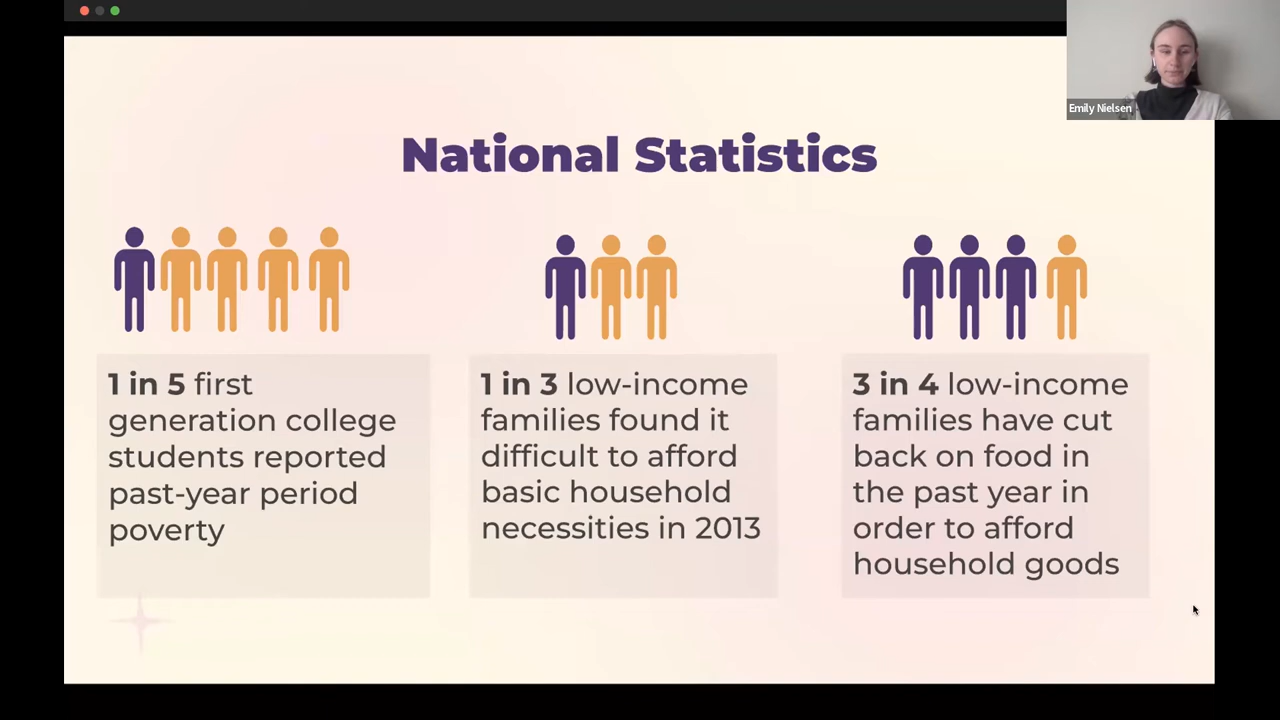 Emily Nielsen
National Statistics
1 in 5 first
generation college
students reported
past-year period
poverty
1 in 3 low-income
families found it
difficult to afford
basic household
necessities in 2013
3 in 4 low-income
families have cut
back on food in
the past year in
order to afford
household goods